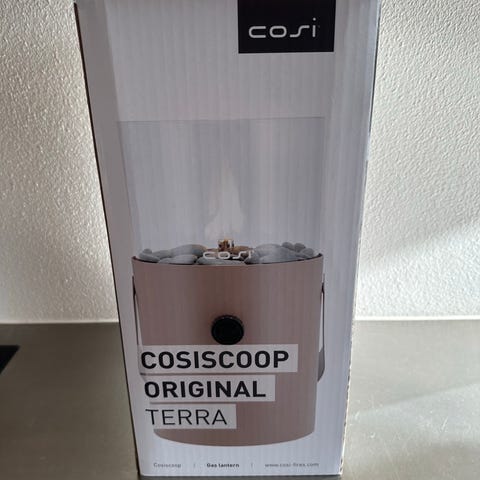 cosi
cosi
COSISCOOP
ORIGINAL
TERRA
Cosiscoop | Gas lantern | www.cosi-fires.com